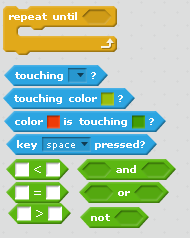 repeat until
touching ?
touching color ?
color is touching ?
key space pressed?
< and
= or
> not